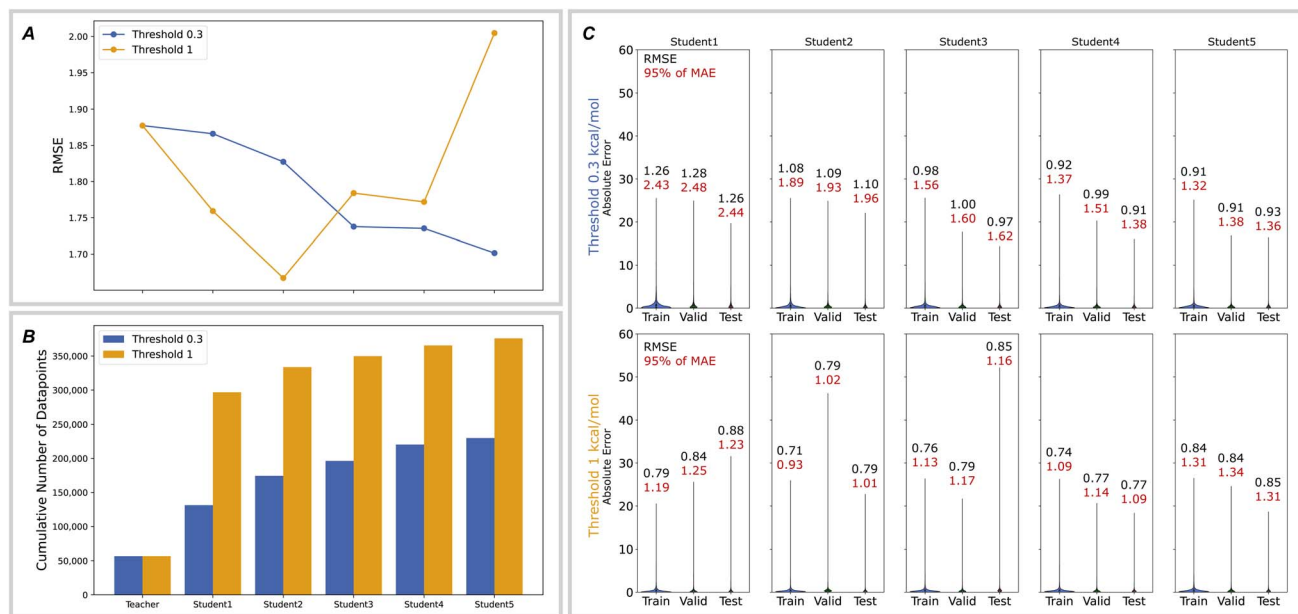 A
Threshold 0.3
Threshold 1
RMSE
2.00
1.95
1.90
1.85
1.80
1.75
1.70
B
Threshold 0.3
Threshold 1
Cumulative Number of Datapoints
350,000
300,000
250,000
200,000
150,000
100,000
50,000
0
Teacher Student1 Student2 Student3 Student4 Student5
C
Student1 Student2 Student3 Student4 Student5
Threshold 0.3 kcal/mol
Absolute Error
60
50
40
30
20
10
0
RMSE
95% of MAE
1.26 1.28 1.26
2.43 2.48 2.44
1.08 1.09 1.10
1.89 1.93 1.96
0.98 1.00 0.97
1.56 1.60 1.62
0.92 0.99 0.91
1.37 1.51 1.38
0.91 0.91 0.93
1.32 1.38 1.36
Train Valid Test Train Valid Test Train Valid Test Train Valid Test Train Valid Test
Threshold 1 kcal/mol
Absolute Error
60
50
40
30
20
10
0
RMSE
95% of MAE
0.79 0.84 0.88
1.19 1.25 1.23
0.71 0.79 0.79
0.93 1.02 1.01
0.76 0.79 0.85
1.13 1.17 1.16
0.74 0.77 0.77
1.09 1.14 1.09
0.84 0.84 0.85
1.31 1.34 1.31
Train Valid Test Train Valid Test Train Valid Test Train Valid Test Train Valid Test